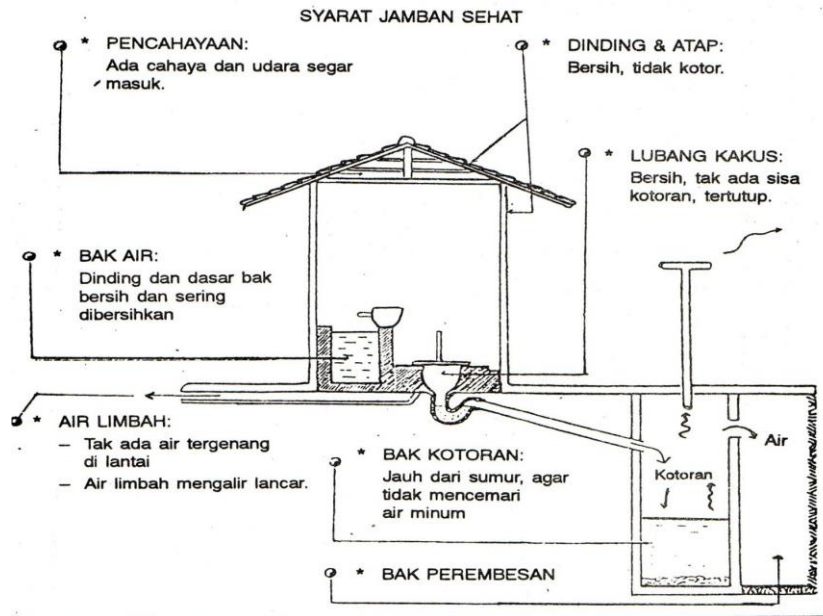 SYARAT JAMBAN SEHAT
* PENCAHAYAAN:
Ada cahaya dan udara segar
masuk.
* DINDING & ATAP:
Bersih, tidak kotor.
* LUBANG KAKUS:
Bersih, tak ada sisa
kotoran, tertutup.
* BAK AIR:
Dinding dan dasar bak
bersih dan sering
dibersihkan
* AIR LIMBAH:
– Tak ada air tergenang
di lantai
– Air limbah mengalir lancar.
* BAK KOTORAN:
Jauh dari sumur, agar
tidak mencemari
air minum
Kotoran
Air
* BAK PEREMBESAN